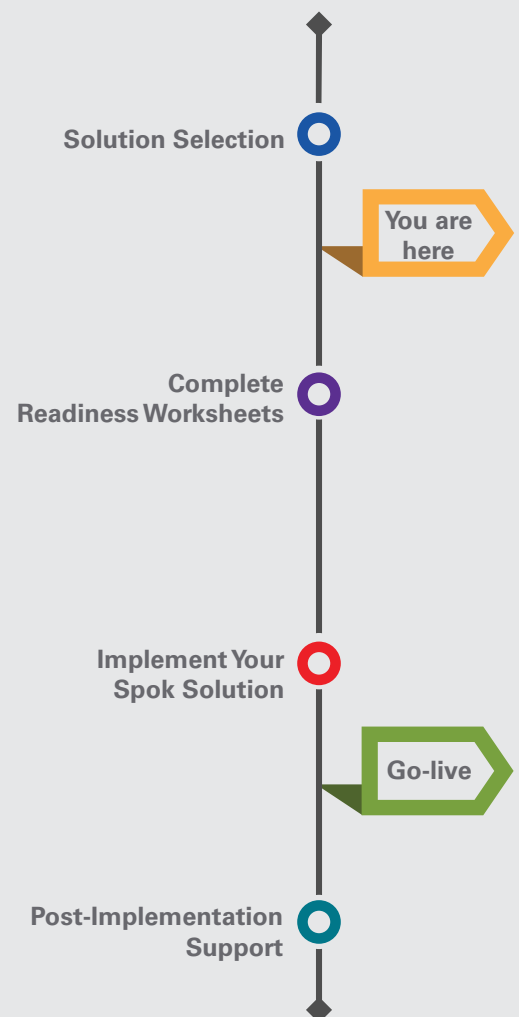 Solution Selection
You are
here
Complete
Readiness Worksheets
Implement Your
Spok Solution
Go-live
Post-Implementation
Support